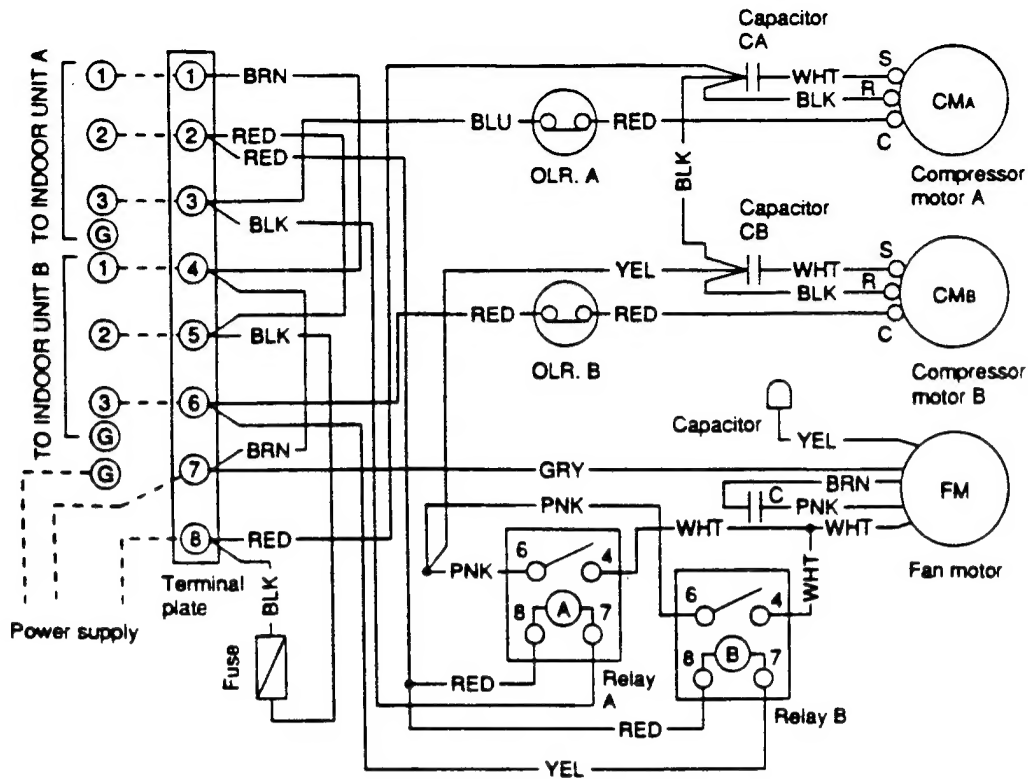 TO INDOOR UNIT A
1
2
3
G
TO INDOOR UNIT B
1
2
3
G
G
Power supply
1
2
3
4
5
6
7
8
Terminal
plate
BRN
RED
RED
BLK
BLK
BRN
RED
BLK
Fuse
BLU
OLR. A
RED
Capacitor
CA
WHT
BLK
S
R
C
CMA
Compressor
motor A
BLK
Capacitor
CB
YEL
WHT
BLK
S
R
C
CMB
Compressor
motor B
RED
OLR. B
RED
Capacitor
YEL
GRY
BRN
C
PNK
WHT
WHT
FM
Fan motor
PNK
PNK
6
4
A
8
7
Relay
A
WHT
6
4
B
8
7
Relay B
RED
RED
YEL